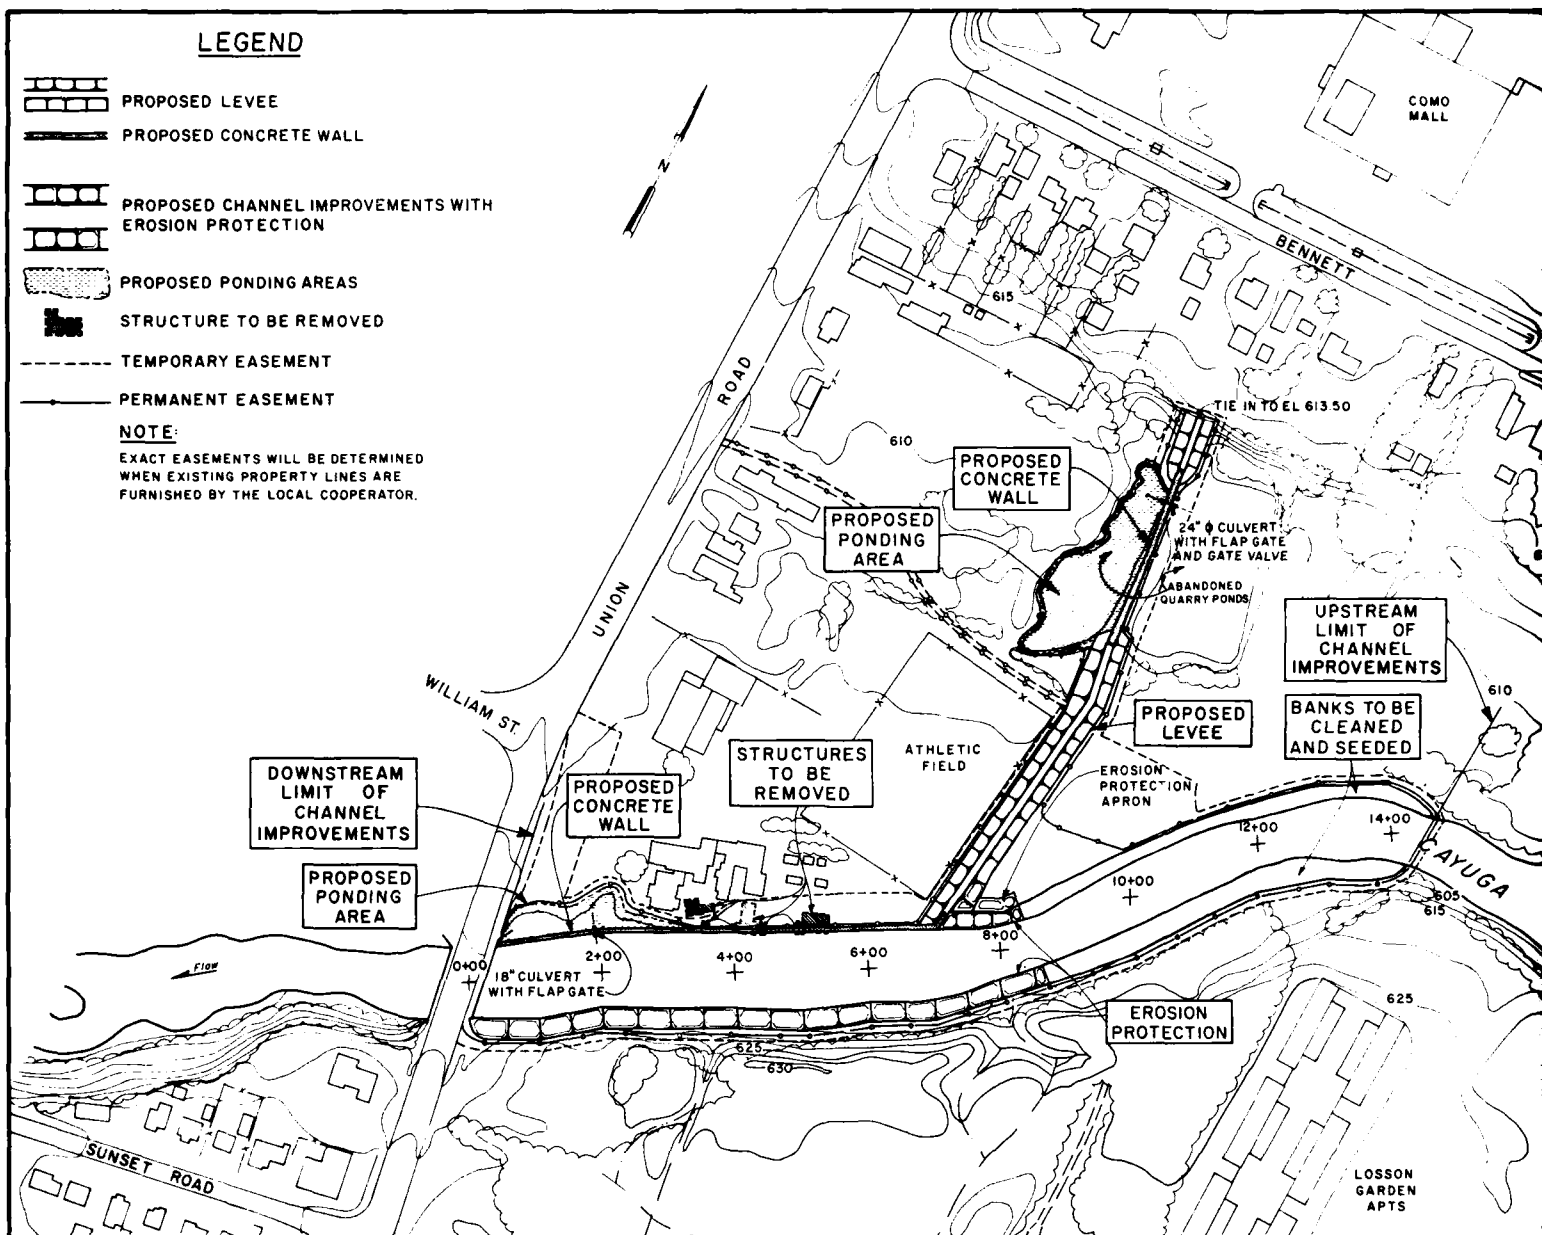 LEGEND
PROPOSED LEVEE
PROPOSED CONCRETE WALL
PROPOSED CHANNEL IMPROVEMENTS WITH
EROSION PROTECTION
PROPOSED PONDING AREAS
STRUCTURE TO BE REMOVED
TEMPORARY EASEMENT
PERMANENT EASEMENT
NOTE:
EXACT EASEMENTS WILL BE DETERMINED
WHEN EXISTING PROPERTY LINES ARE
FURNISHED BY THE LOCAL COOPERATOR.
N
COMO
MALL
BENNETT
615
ROAD
UNION
TIE IN TO EL 613.50
610
PROPOSED
CONCRETE
WALL
PROPOSED
PONDING
AREA
24" ϕ CULVERT
WITH FLAP GATE
AND GATE VALVE
ABANDONED
QUARRY PONDS
UPSTREAM
LIMIT OF
CHANNEL
IMPROVEMENTS
610
WILLIAM ST.
PROPOSED
LEVEE
BANKS TO BE
CLEANED
AND SEEDED
ATHLETIC
FIELD
STRUCTURES
TO BE
REMOVED
EROSION
PROTECTION
APRON
DOWNSTREAM
LIMIT OF
CHANNEL
IMPROVEMENTS
PROPOSED
CONCRETE
WALL
PROPOSED
PONDING
AREA
14+00
12+00
10+00
8+00
6+00
4+00
2+00
0+00
CAYUGA
605
615
Flow
18" CULVERT
WITH FLAP GATE
EROSION
PROTECTION
625
625
630
SUNSET ROAD
LOSSON
GARDEN
APTS